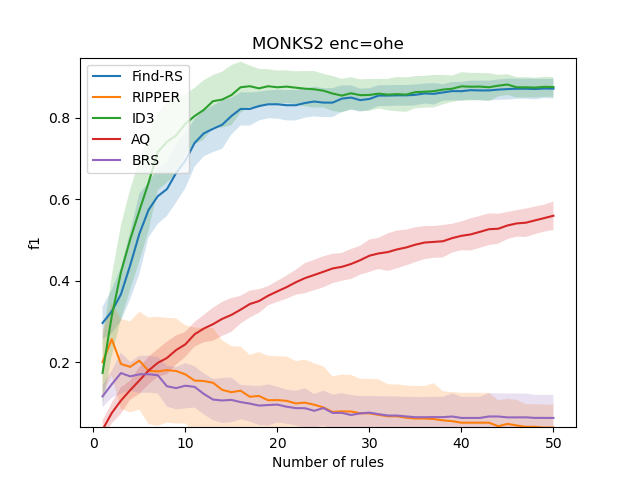 MONKS2 enc=ohe
Find-RS
RIPPER
ID3
AQ
BRS
f1
0.8
0.6
0.4
0.2
0 10 20 30 40 50
Number of rules